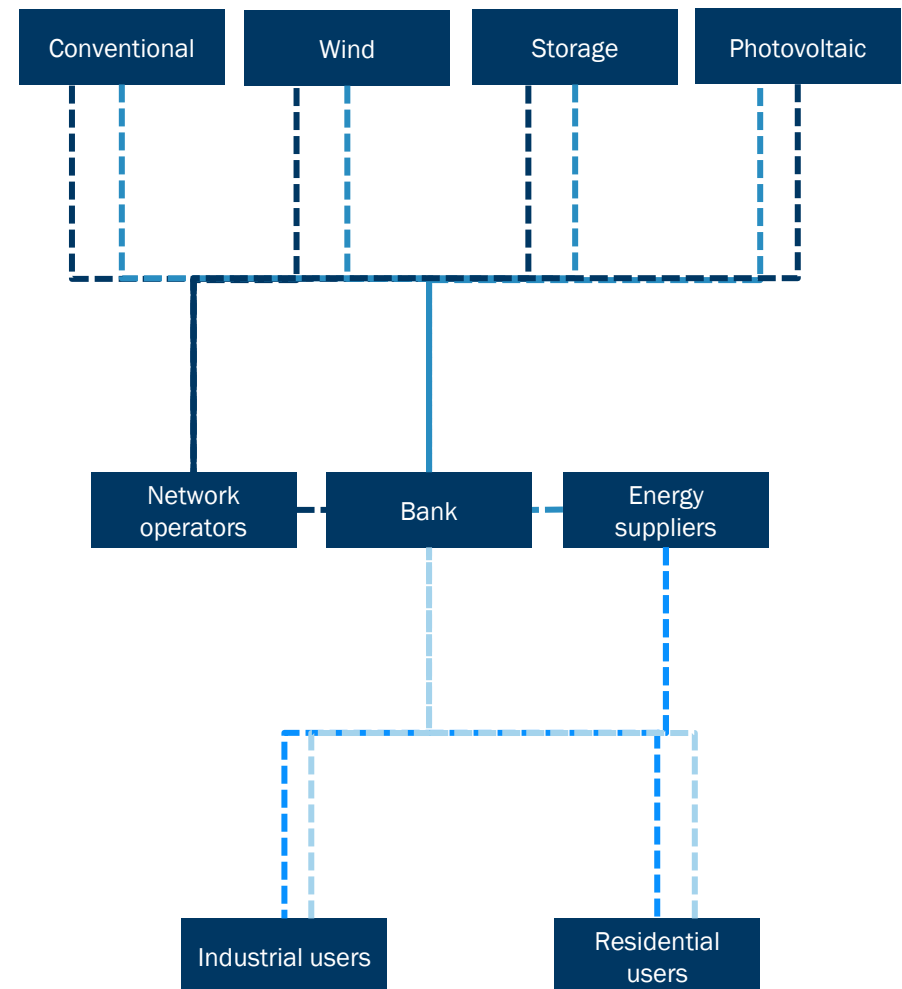 Conventional
Wind
Storage
Photovoltaic
Network
operators
Bank
Energy
suppliers
Industrial users
Residential
users